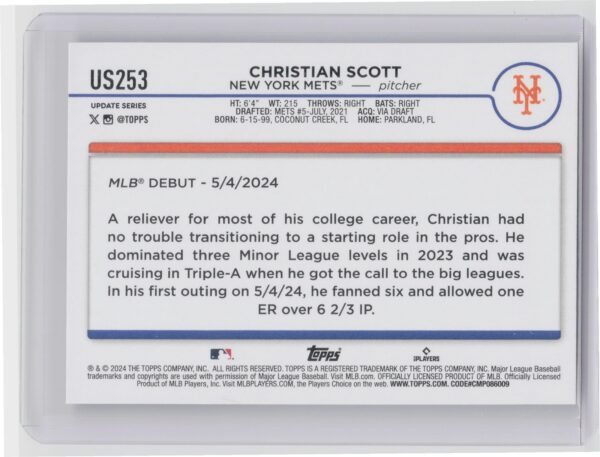 US253
CHRISTIAN SCOTT
NEW YORK METS® — pitcher
UPDATE SERIES
@TOPPS
HT: 6'4" WT: 215 THROWS: RIGHT BATS: RIGHT
DRAFTED: METS #5-JULY, 2021 ACQ: VIA DRAFT
BORN: 6-15-99, COCONUT CREEK, FL HOME: PARKLAND, FL
NY
MLB® DEBUT - 5/4/2024
A reliever for most of his college career, Christian had
no trouble transitioning to a starting role in the pros. He
dominated three Minor League levels in 2023 and was
cruising in Triple-A when he got the call to the big leagues.
In his first outing on 5/4/24, he fanned six and allowed one
ER over 6 2/3 IP.
Topps
PLAYERS
® & © 2024 THE TOPPS COMPANY, INC. ALL RIGHTS RESERVED. TOPPS IS A REGISTERED TRADEMARK OF THE TOPPS COMPANY, INC. Major League Baseball
trademarks and copyrights are used with permission of Major League Baseball. Visit MLB.com. OFFICIALLY LICENSED PRODUCT OF MLB. Officially Licensed
Product of MLB Players, Inc. Visit MLBPLAYERS.COM, the Players Choice on the web. WWW.TOPPS.COM. CODE#CMP086009